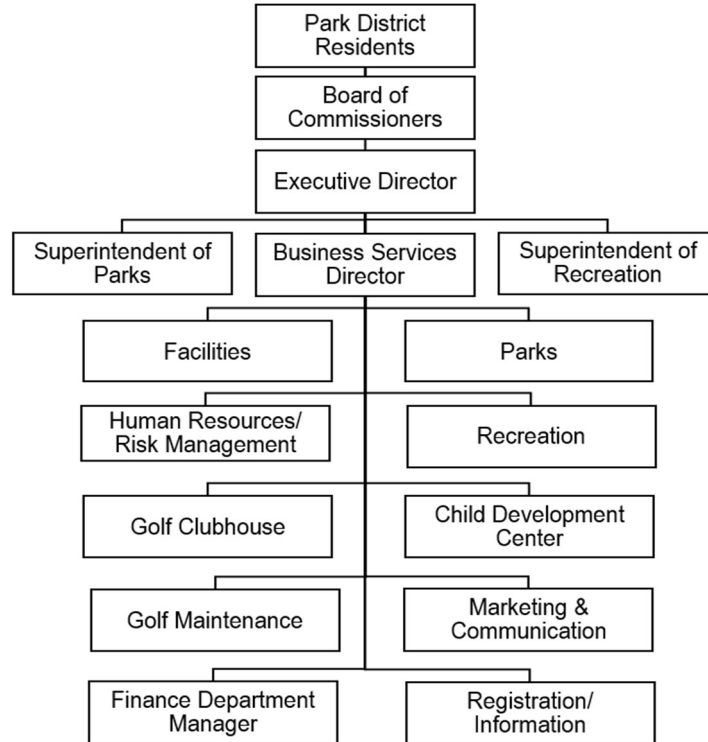 Park District
Residents
Board of
Commissioners
Executive Director
Superintendent of
Parks
Business Services
Director
Superintendent of
Recreation
Facilities
Parks
Human Resources/
Risk Management
Recreation
Golf Clubhouse
Child Development
Center
Golf Maintenance
Marketing &
Communication
Finance Department
Manager
Registration/
Information